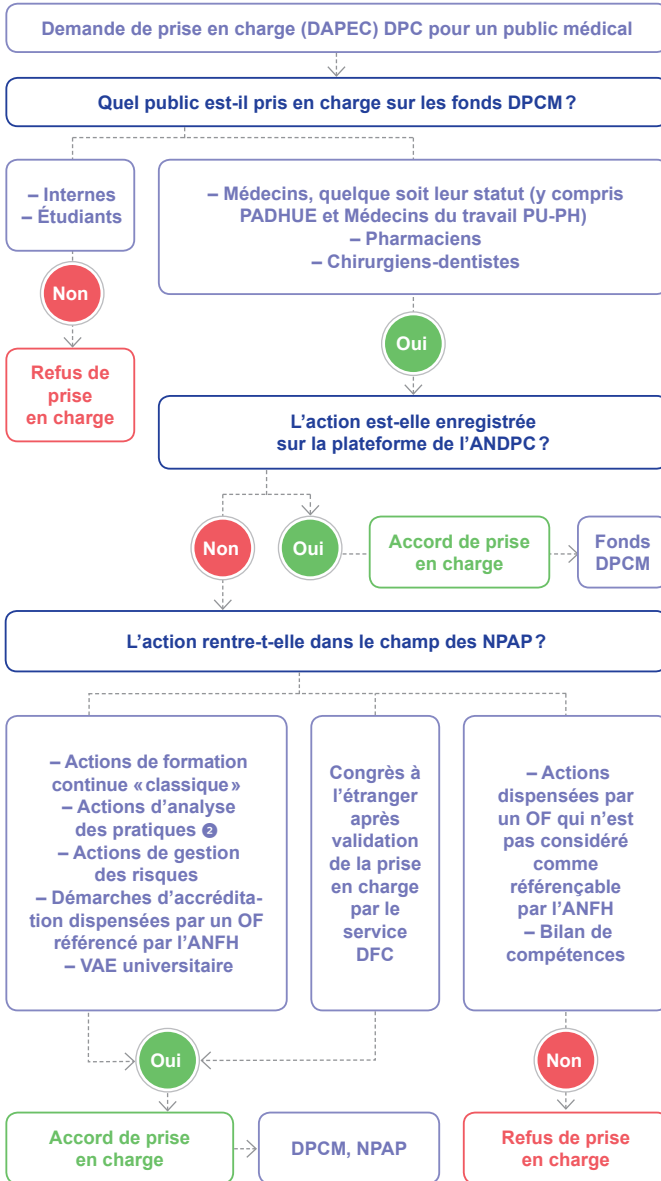 Demande de prise en charge (DAPEC) DPC pour un public médical
Quel public est-il pris en charge sur les fonds DPCM ?
– Internes
– Étudiants
– Médecins, quelque soit leur statut (y compris
PADHUE et Médecins du travail PU-PH)
– Pharmaciens
– Chirurgiens-dentistes
Non
Oui
Refus de
prise
en charge
L’action est-elle enregistrée
sur la plateforme de l’ANDPC ?
Non
Oui
Accord de prise
en charge
Fonds
DPCM
L’action rentre-t-elle dans le champ des NPAP ?
– Actions de formation
continue « classique »
– Actions d’analyse
des pratiques ❷
– Actions de gestion
des risques
– Démarches d’accrédita-
tion dispensées par un OF
référencé par l’ANFH
– VAE universitaire
Congrès à
l’étranger
après
validation
de la prise
en charge
par le
service
DFC
– Actions
dispensées par
un OF qui n’est
pas considéré
comme
référençable
par l’ANFH
– Bilan de
compétences
Oui
Non
Accord de prise
en charge
DPCM, NPAP
Refus de prise
en charge